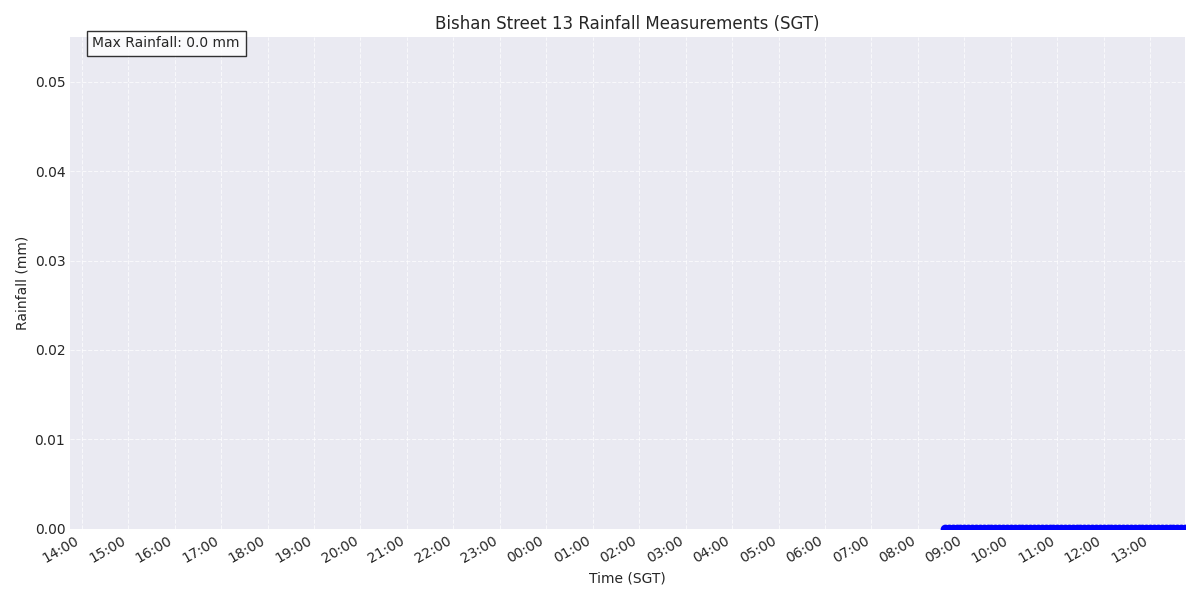 Bishan Street 13 Rainfall Measurements (SGT)
Max Rainfall: 0.0 mm
0.05
0.04
0.03
0.02
0.01
0.00
Rainfall (mm)
14:00 15:00 16:00 17:00 18:00 19:00 20:00 21:00 22:00 23:00 00:00 01:00 02:00 03:00 04:00 05:00 06:00 07:00 08:00 09:00 10:00 11:00 12:00 13:00
Time (SGT)